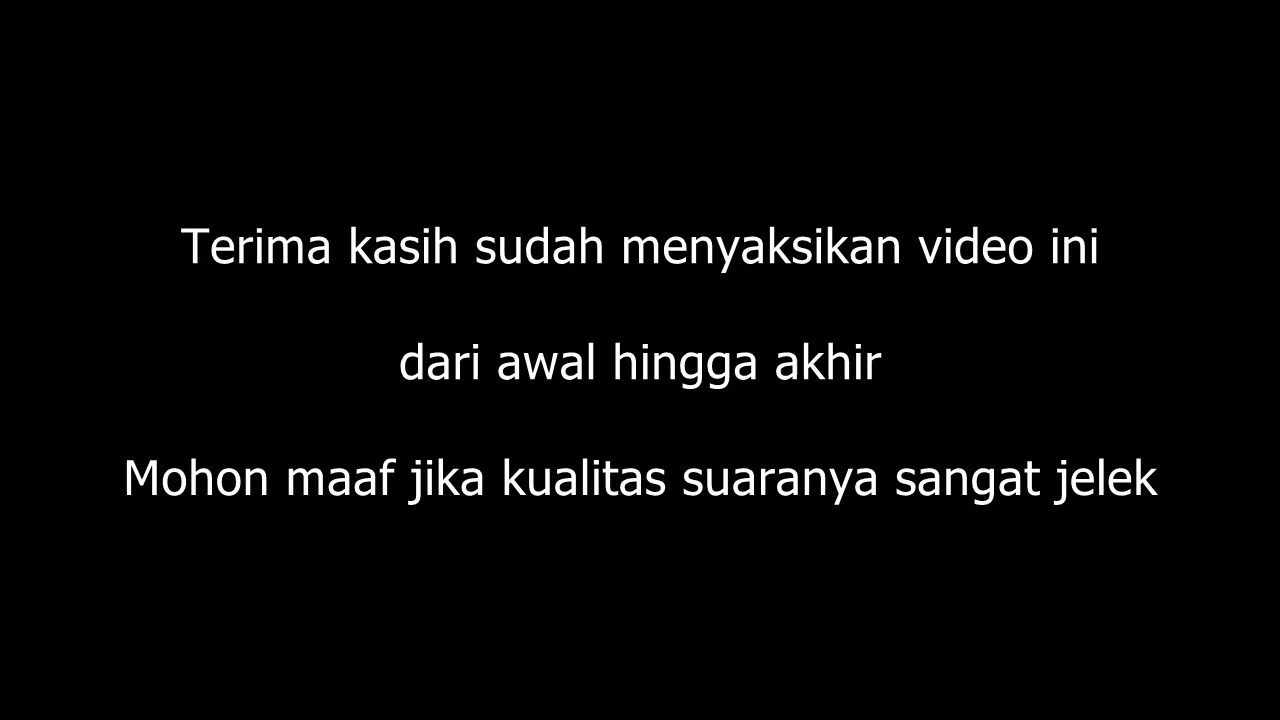 Terima kasih sudah menyaksikan video ini
dari awal hingga akhir
Mohon maaf jika kualitas suaranya sangat jelek